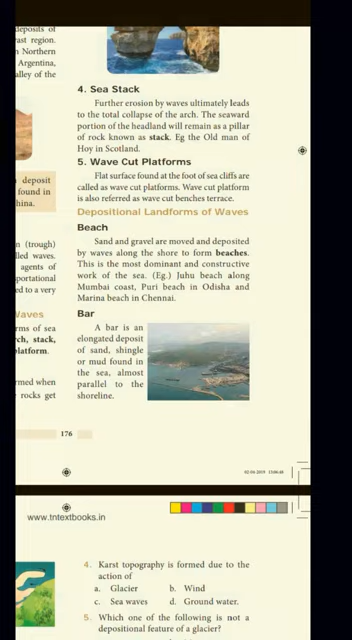 deposits of
ast region.
n Northern
Argentina,
alley of the
deposit
found in
hina.
n (trough)
lled waves.
agents of
portational
ed to a very
Waves
rms of sea
rch, stack,
platform.
rmed when
rocks get
4. Sea Stack
Further erosion by waves ultimately leads
to the total collapse of the arch. The seaward
portion of the headland will remain as a pillar
of rock known as stack. Eg the Old man of
Hoy in Scotland.
5. Wave Cut Platforms
Flat surface found at the foot of sea cliffs are
called as wave cut platforms. Wave cut platform
is also referred as wave cut benches terrace.
Depositional Landforms of Waves
Beach
Sand and gravel are moved and deposited
by waves along the shore to form beaches.
This is the most dominant and constructive
work of the sea. (Eg.) Juhu beach along
Mumbai coast, Puri beach in Odisha and
Marina beach in Chennai.
Bar
A bar is an
elongated deposit
of sand, shingle
or mud found in
the sea, almost
parallel to the
shoreline.
176
www.tntextbooks.in
4. Karst topography is formed due to the
action of
a. Glacier b. Wind
c. Sea waves d. Ground water.
5. Which one of the following is not a
depositional feature of a glacier?